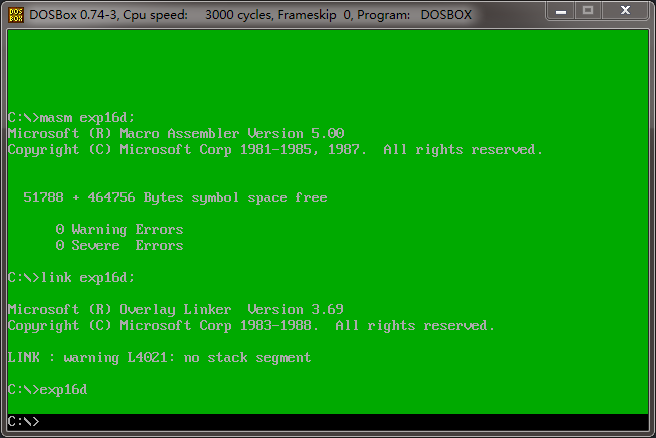 DOSBox 0.74-3, Cpu speed: 3000 cycles, Frameskip 0, Program: DOSBOX
C:\>masm exp16d;
Microsoft (R) Macro Assembler Version 5.00
Copyright (C) Microsoft Corp 1981-1985, 1987.  All rights reserved.
51788 + 464756 Bytes symbol space free
0 Warning Errors
0 Severe  Errors
C:\>link exp16d;
Microsoft (R) Overlay Linker  Version 3.69
Copyright (C) Microsoft Corp 1983-1988.  All rights reserved.
LINK : warning L4021: no stack segment
C:\>exp16d
C:\>